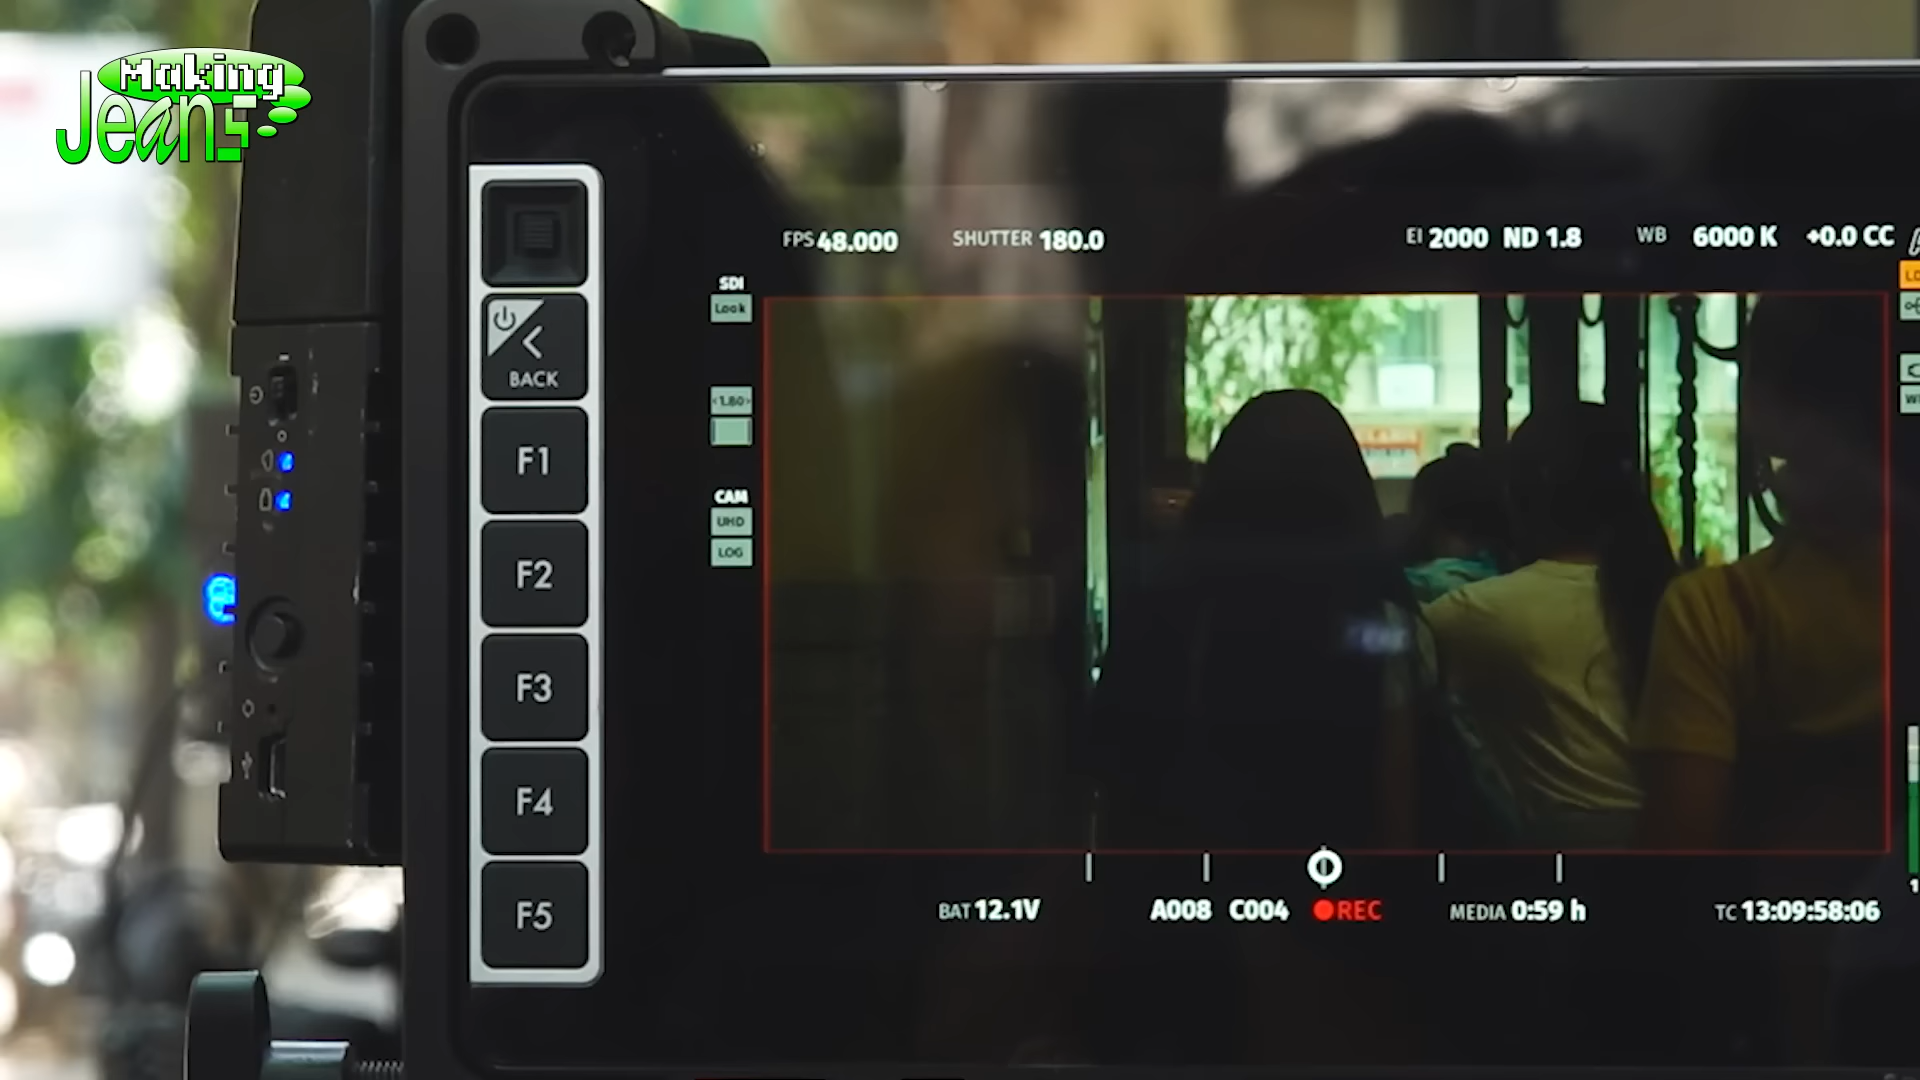 Making
Jeans
FPS 48.000 SHUTTER 180.0 EI 2000 ND 1.8 WB 6000 K +0.0 CC
SDI
Look
<1.80>
CAM
UHD
LOG
BACK
F1
F2
F3
F4
F5
BAT 12.1V A008 C004 REC MEDIA 0:59 h TC 13:09:58:06